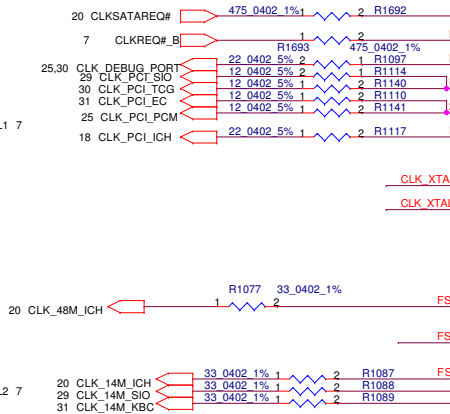 20 CLKSATAREQ# 475_0402_1% 1 2 R1692
7 CLKREQ#_B 1 2
R1693 475_0402_1%
25,30 CLK_DEBUG_PORT 22_0402_5% 2 1 R1097
29 CLK_PCI_SIO 12_0402_5% 2 1 R1114
30 CLK_PCI_TCG 12_0402_5% 1 2 R1140
31 CLK_PCI_EC 12_0402_5% 1 2 R1110
25 CLK_PCI_PCM 12_0402_5% 1 2 R1141
L1 7
18 CLK_PCI_ICH 22_0402_5% 1 2 R1117
CLK_XTA
CLK_XTAL
R1077 33_0402_1%
20 CLK_48M_ICH 1 2 FS
FS
20 CLK_14M_ICH 33_0402_1% 1 2 R1087 FS
L2 7
29 CLK_14M_SIO 33_0402_1% 1 2 R1088
31 CLK_14M_KBC 33_0402_1% 1 2 R1089